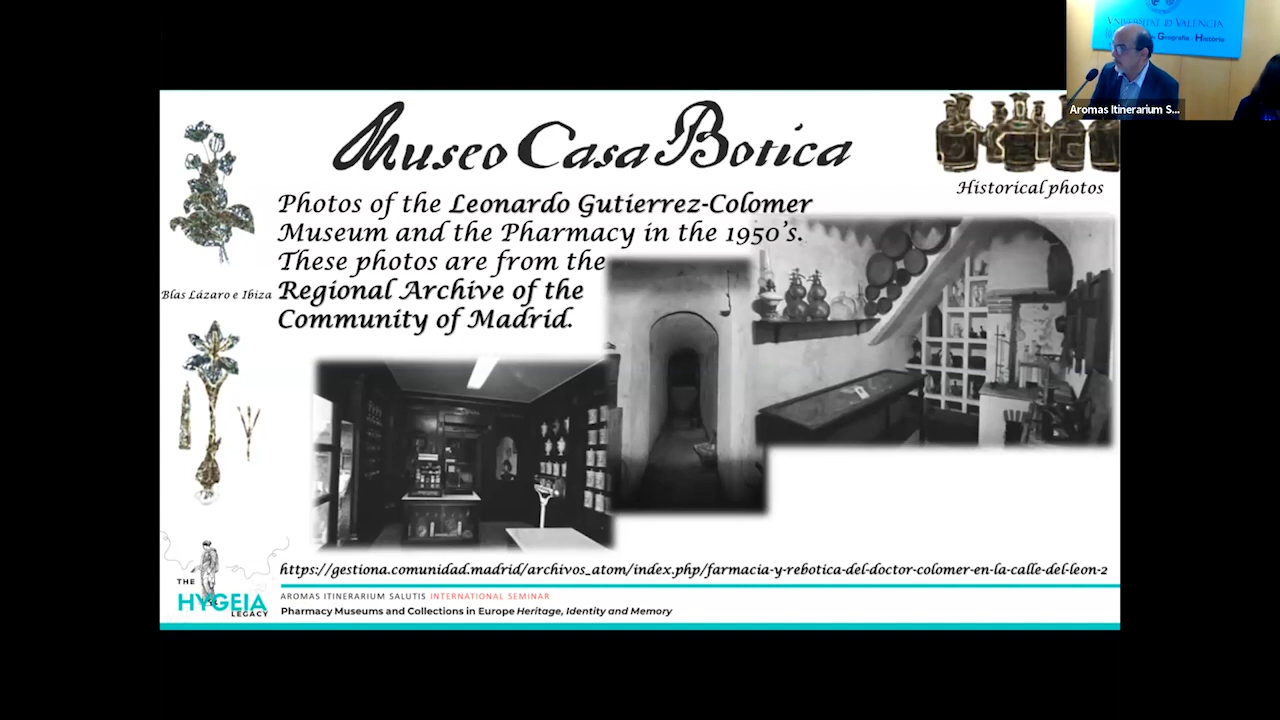 VNIVERSITAT ID VALÈNCIA
Geografia i Història
Aromas Itinerarium S...
Museo Casa Botica
Historical photos
Photos of the Leonardo Gutierrez-Colomer
Museum and the Pharmacy in the 1950's.
These photos are from the
Regional Archive of the
Community of Madrid.
Blas Lázaro e Ibiza
https://gestiona.comunidad.madrid/archivos_atom/index.php/farmacia-y-rebotica-del-doctor-colomer-en-la-calle-del-leon-2
THE
HYGEIA
LEGACY
AROMAS ITINERARIUM SALUTIS INTERNATIONAL SEMINAR
Pharmacy Museums and Collections in Europe Heritage, Identity and Memory